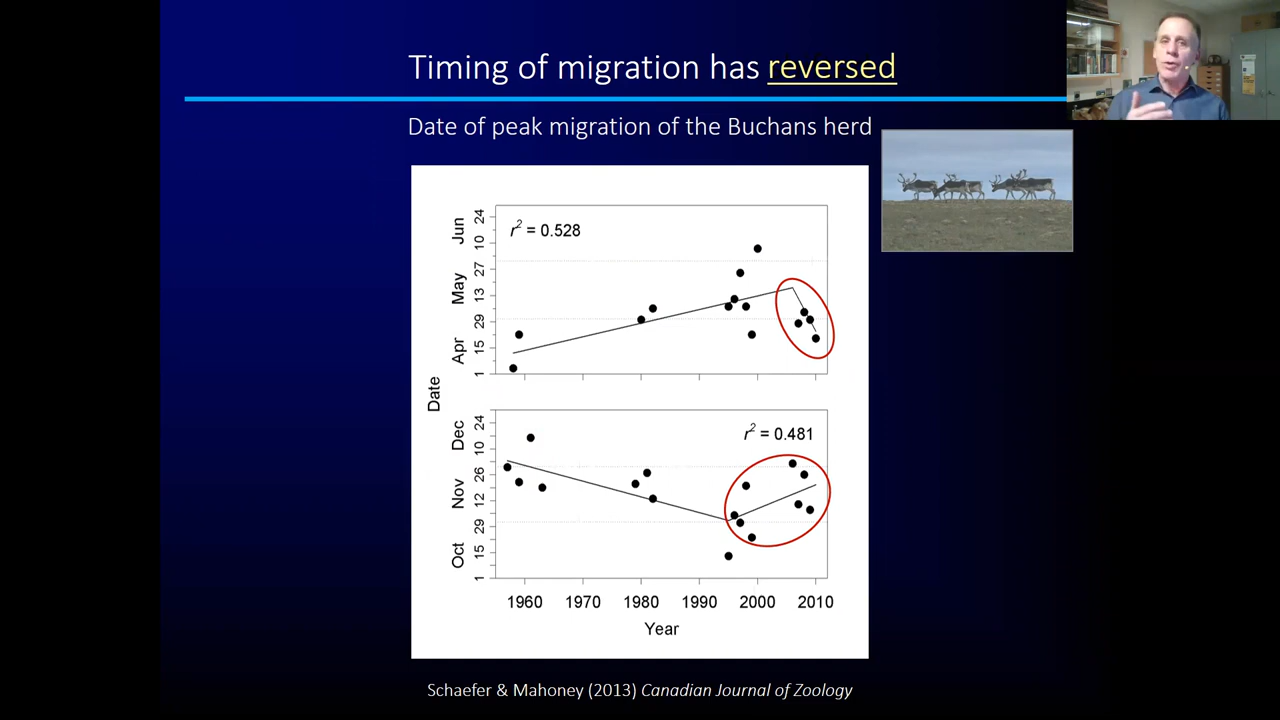 Timing of migration has reversed
Date of peak migration of the Buchans herd
r² = 0.528
Jun
24
10
May
27
13
29
Apr
15
1
Date
r² = 0.481
Dec
24
10
Nov
26
12
29
Oct
15
1
1960 1970 1980 1990 2000 2010
Year
Schaefer & Mahoney (2013) Canadian Journal of Zoology